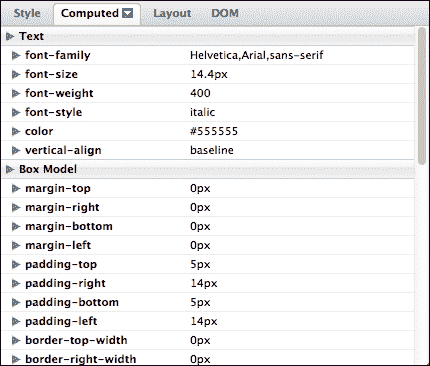 Style Computed Layout DOM
Text
font-family Helvetica,Arial,sans-serif
font-size 14.4px
font-weight 400
font-style italic
color #555555
vertical-align baseline
Box Model
margin-top 0px
margin-right 0px
margin-bottom 0px
margin-left 0px
padding-top 5px
padding-right 14px
padding-bottom 5px
padding-left 14px
border-top-width 0px
border-right-width 0px